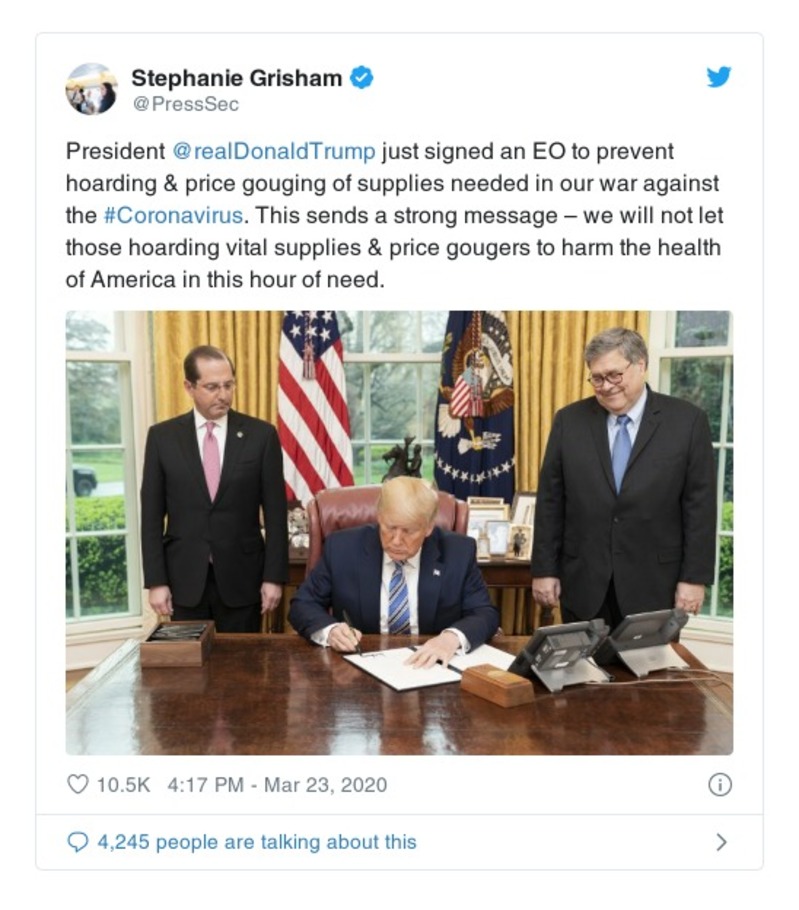 Stephanie Grisham
@PressSec
President @realDonaldTrump just signed an EO to prevent
hoarding & price gouging of supplies needed in our war against
the #Coronavirus. This sends a strong message – we will not let
those hoarding vital supplies & price gougers to harm the health
of America in this hour of need.
10.5K 4:17 PM - Mar 23, 2020
4,245 people are talking about this